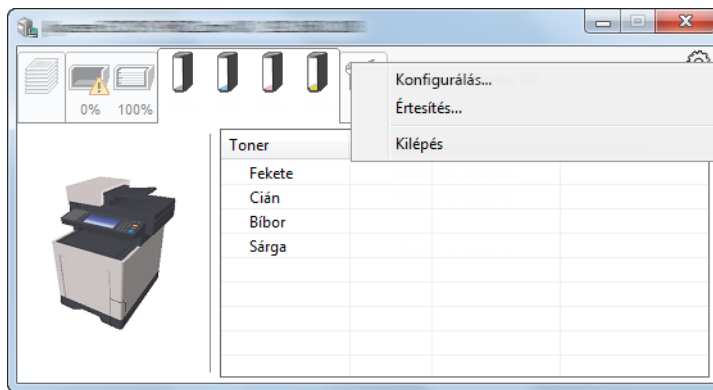 0% 100%
Konfigurálás...
Értesítés...
Kilépés
Toner
Fekete
Cián
Bíbor
Sárga